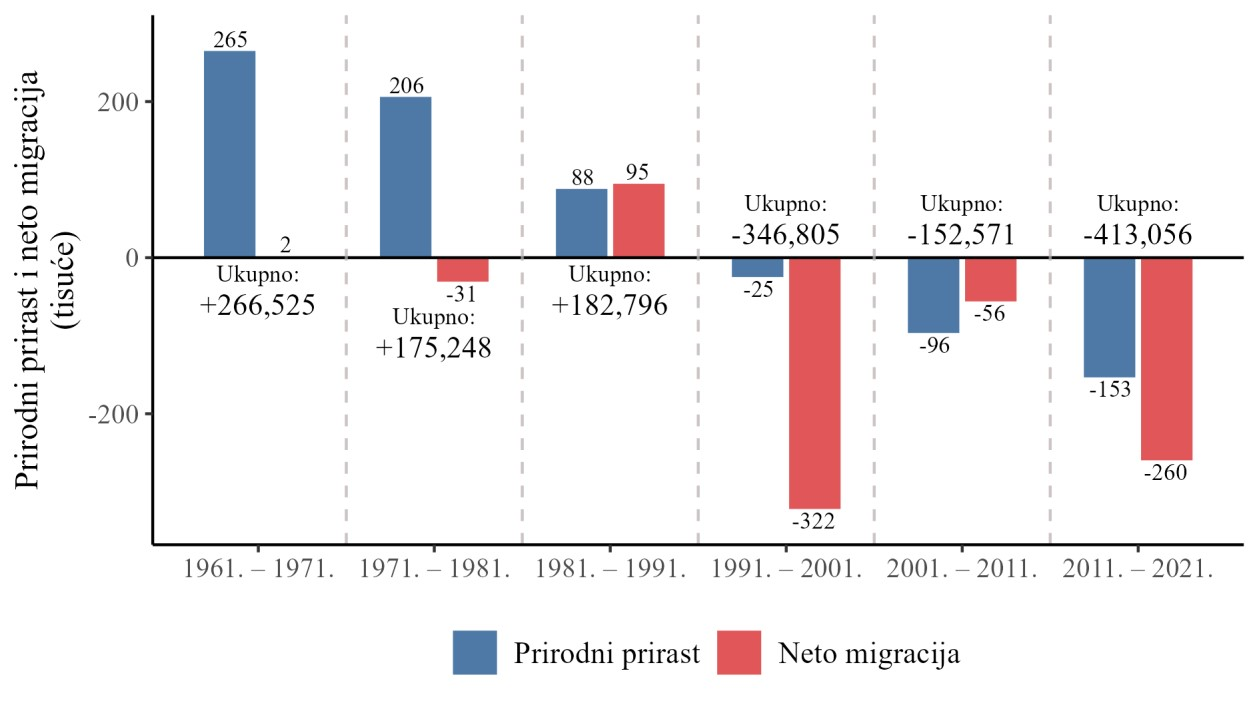 Prirodni prirast i neto migracija
(tisuće)
200
0
-200
265
2
Ukupno:
+266,525
206
-31
Ukupno:
+175,248
88
95
Ukupno:
+182,796
Ukupno:
-346,805
-25
-322
Ukupno:
-152,571
-96
-56
Ukupno:
-413,056
-153
-260
1961. – 1971.
1971. – 1981.
1981. – 1991.
1991. – 2001.
2001. – 2011.
2011. – 2021.
Prirodni prirast
Neto migracija